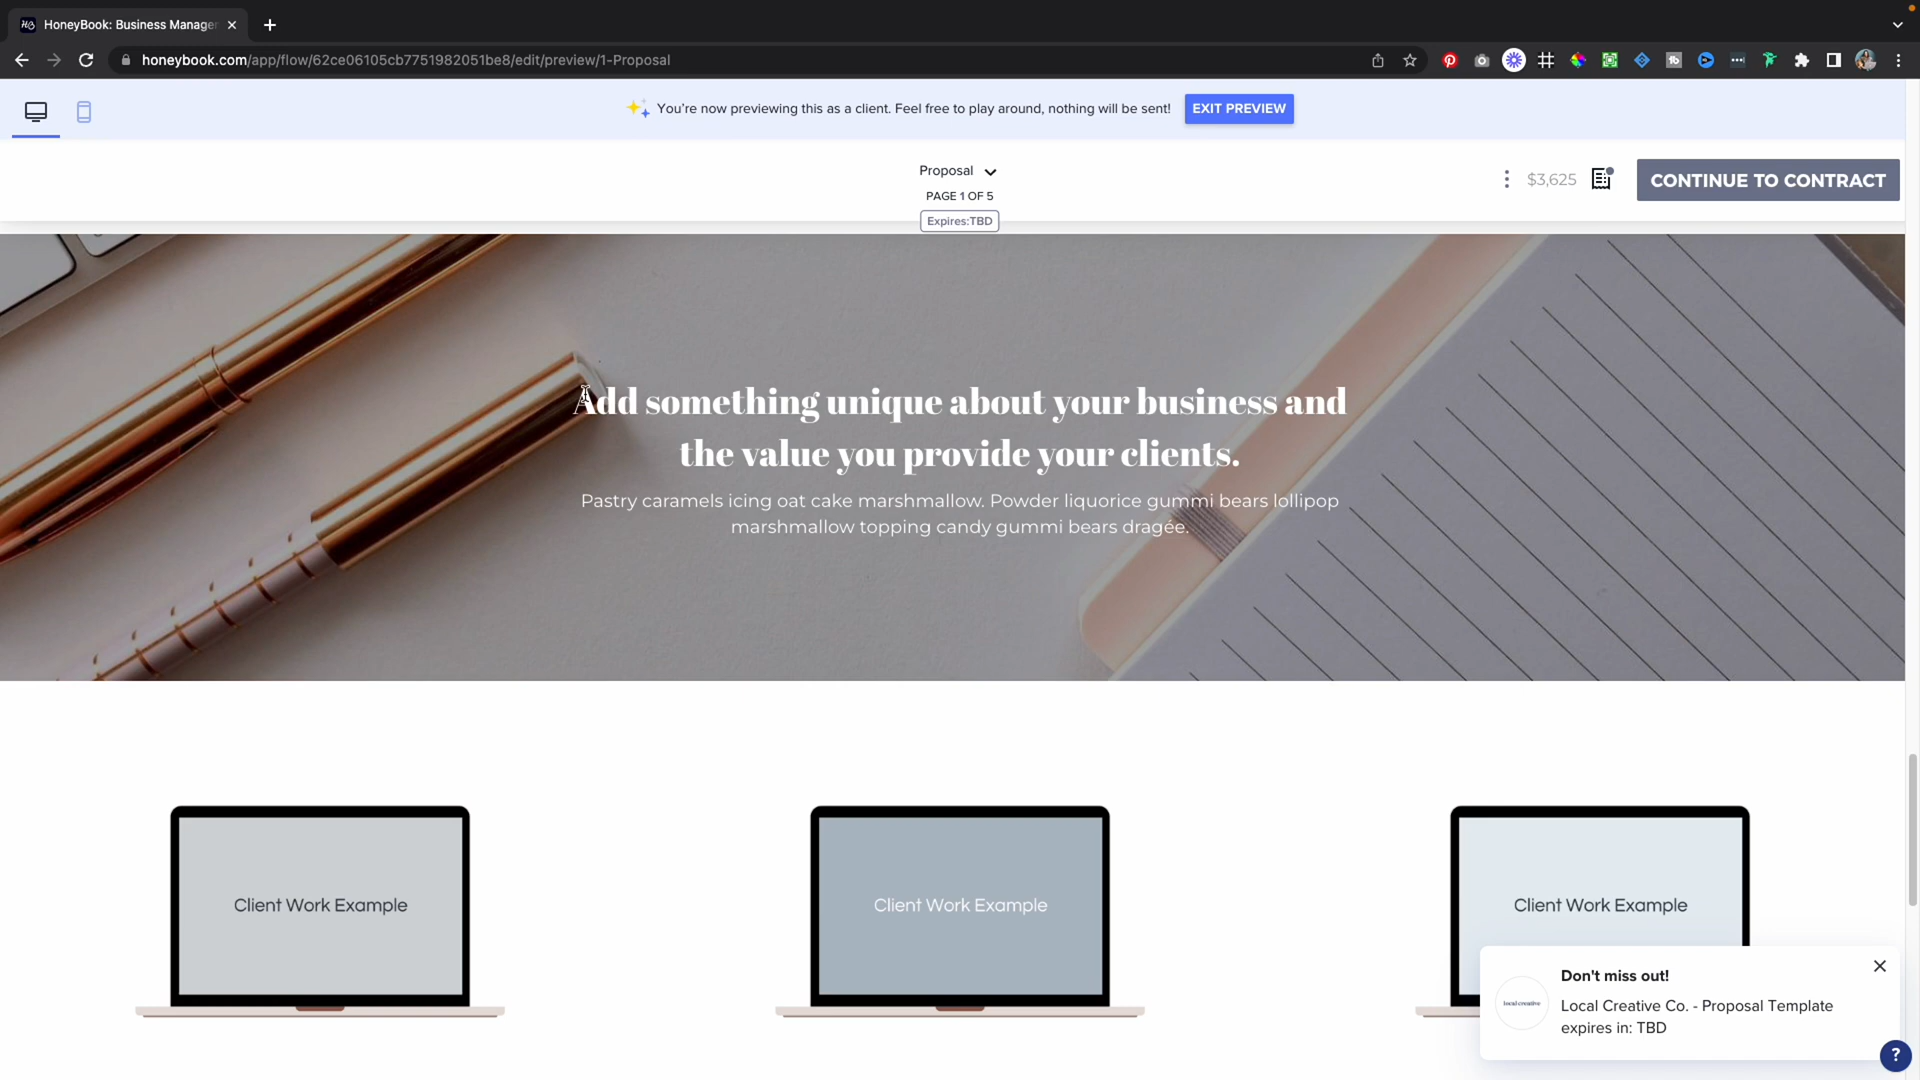 HoneyBook: Business Manager
honeybook.com/app/flow/62ce06105cb7751982051be8/edit/preview/1-Proposal
You're now previewing this as a client. Feel free to play around, nothing will be sent!
EXIT PREVIEW
Proposal
PAGE 1 OF 5
Expires:TBD
$3,625
CONTINUE TO CONTRACT
Add something unique about your business and
the value you provide your clients.
Pastry caramels icing oat cake marshmallow. Powder liquorice gummi bears lollipop
marshmallow topping candy gummi bears dragée.
Client Work Example
Client Work Example
Client Work Example
Don't miss out!
local creative
Local Creative Co. - Proposal Template
expires in: TBD
?